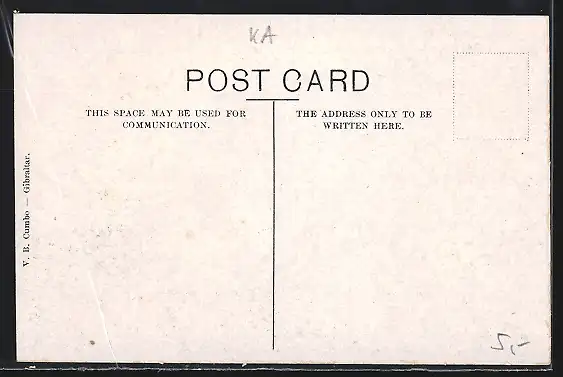 KA
POST CARD
THIS SPACE MAY BE USED FOR
COMMUNICATION.
THE ADDRESS ONLY TO BE
WRITTEN HERE.
V. B. Cumbo — Gibraltar.
5,-